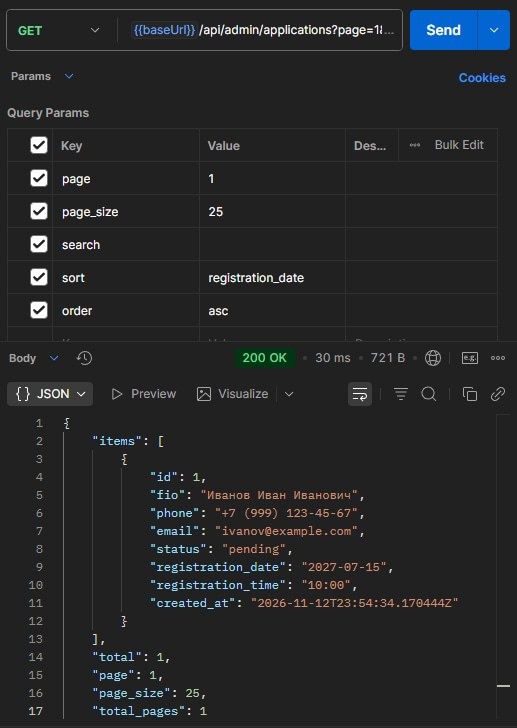 GET {{baseUrl}} /api/admin/applications?page=1&... Send
Params Cookies
Query Params
Key Value Des... Bulk Edit
page 1
page_size 25
search
sort registration_date
order asc
Body 200 OK 30 ms 721 B e.g.
{} JSON Preview Visualize
1 {
2 "items": [
3 {
4 "id": 1,
5 "fio": "Иванов Иван Иванович",
6 "phone": "+7 (999) 123-45-67",
7 "email": "ivanov@example.com",
8 "status": "pending",
9 "registration_date": "2027-07-15",
10 "registration_time": "10:00",
11 "created_at": "2026-11-12T23:54:34.170444Z"
12 }
13 ],
14 "total": 1,
15 "page": 1,
16 "page_size": 25,
17 "total_pages": 1